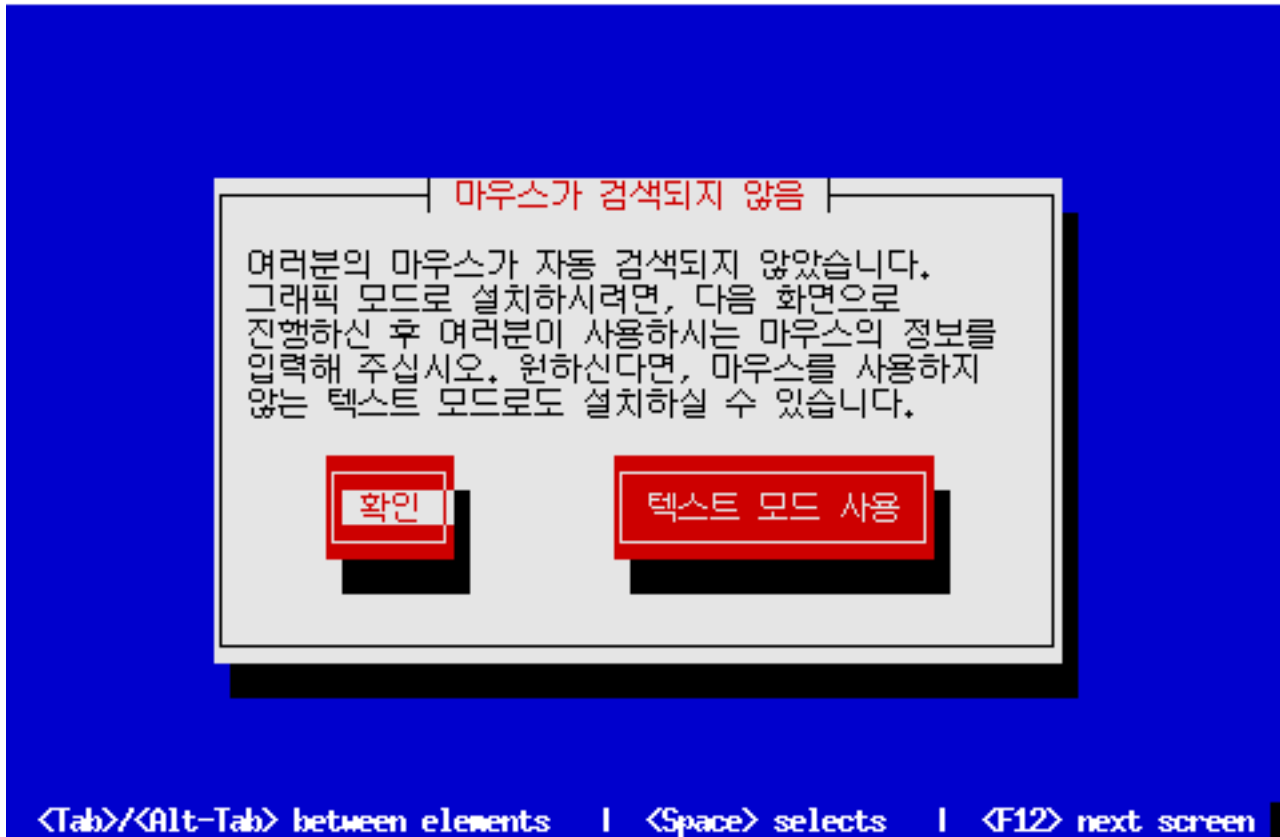 마우스가 검색되지 않음
여러분의 마우스가 자동 검색되지 않았습니다.
그래픽 모드로 설치하시려면, 다음 화면으로
진행하신 후 여러분이 사용하시는 마우스의 정보를
입력해 주십시오. 원하신다면, 마우스를 사용하지
않는 텍스트 모드로도 설치하실 수 있습니다.
확인 텍스트 모드 사용
<Tab>/<Alt-Tab> between elements | <Space> selects | <F12> next screen